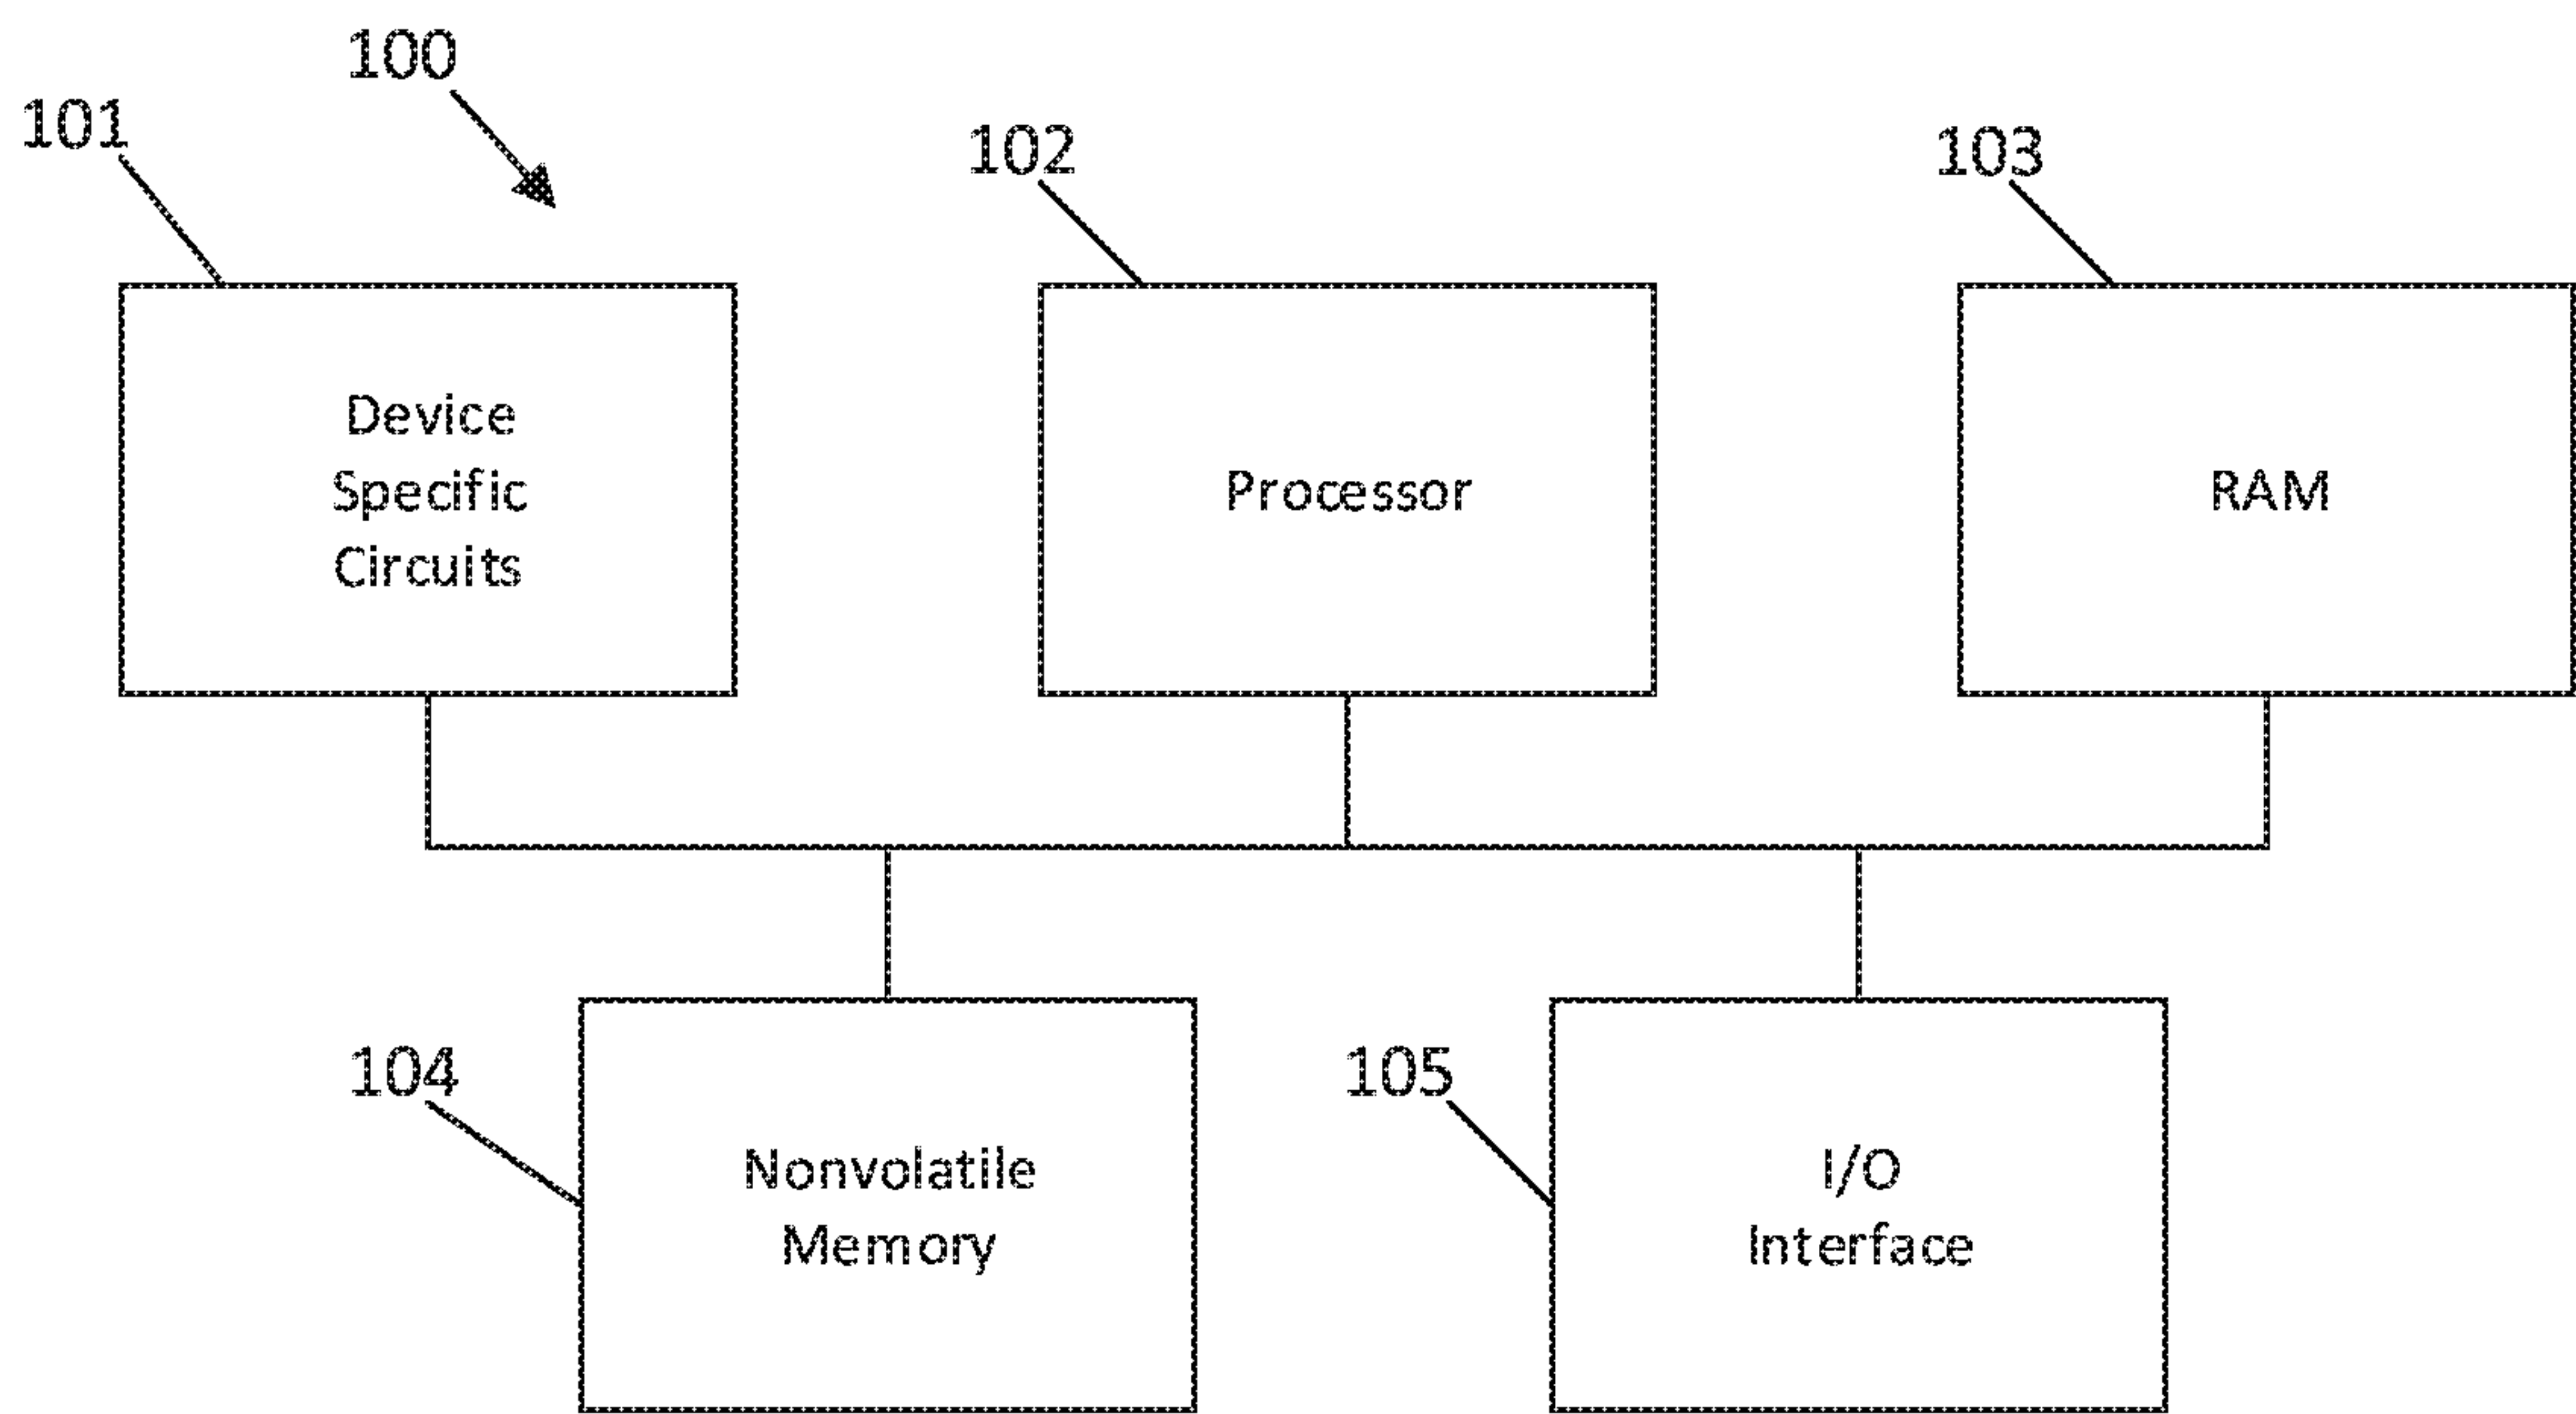 100
101
102
103
Device
Specific
Circuits
Processor
RAM
104
105
Nonvolatile
Memory
I/O
Interface